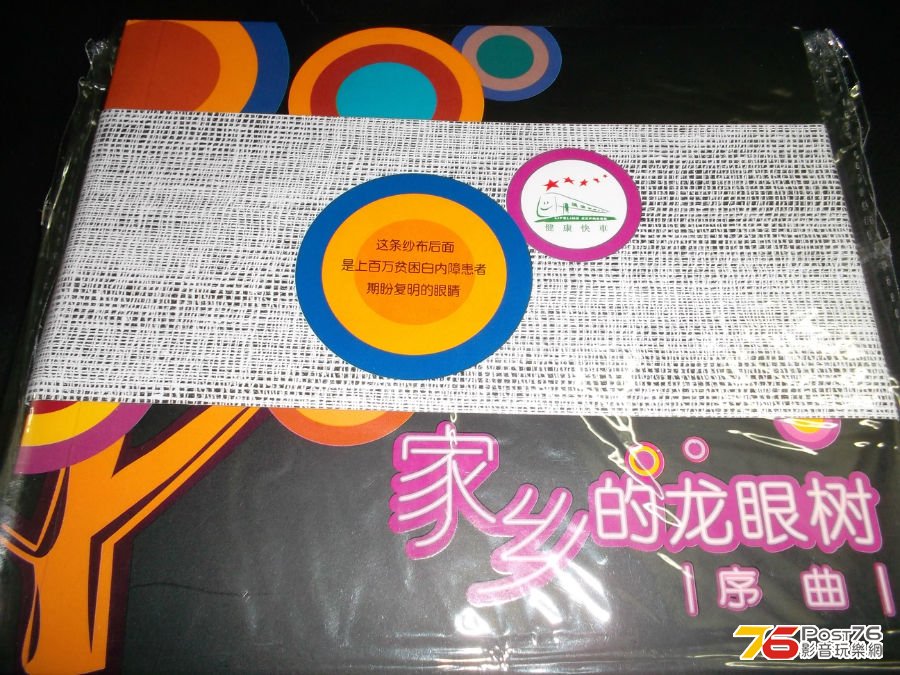 这条纱布后面
是上百万贫困白内障患者
期盼复明的眼睛
LIFELINE EXPRESS
健康快車
家乡的龙眼树
序曲
76 Post76
影音玩樂網